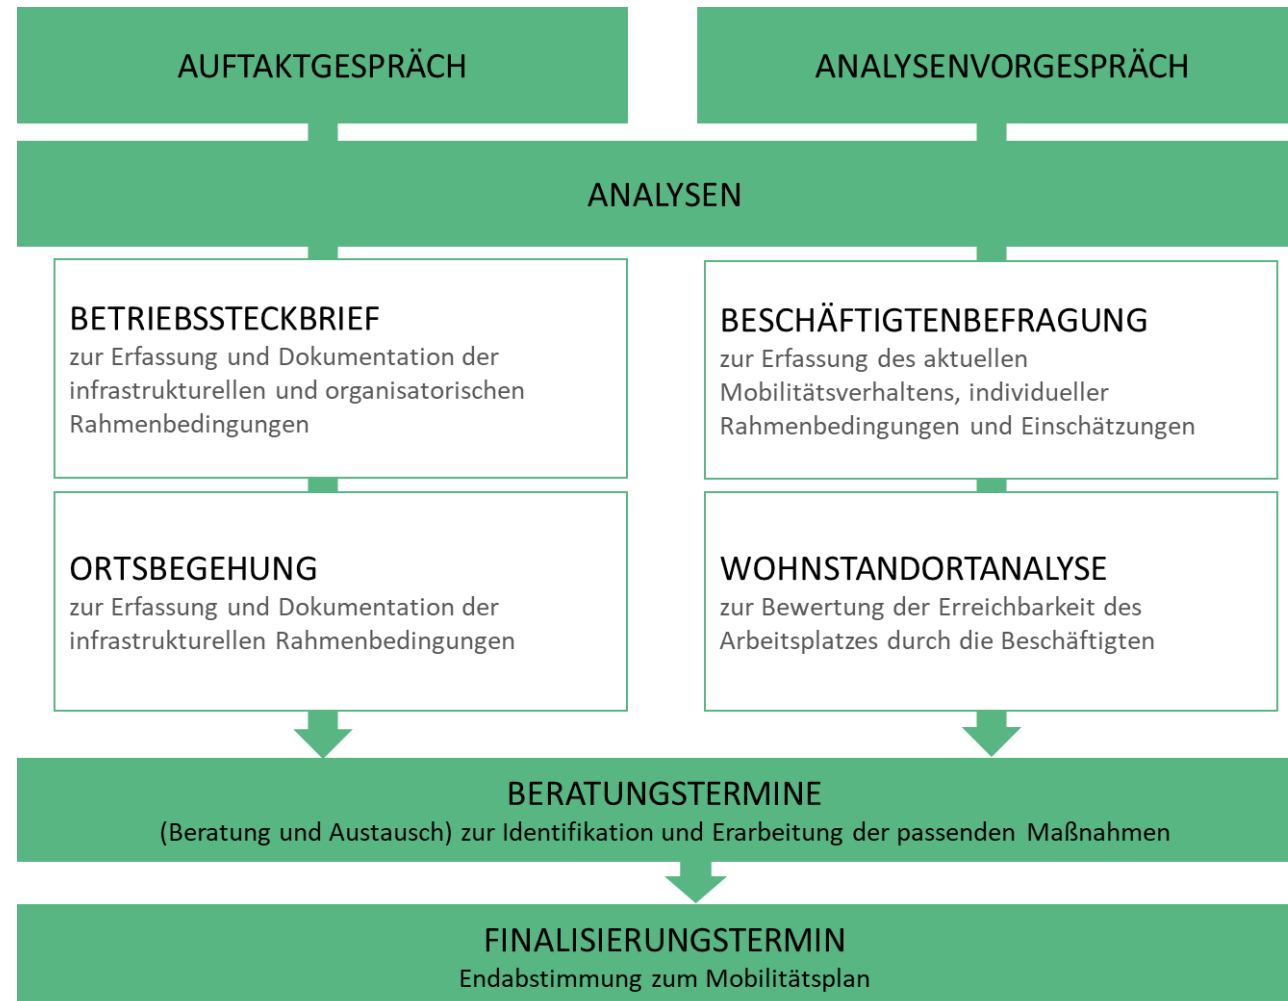 AUFTAKTGESPRÄCH
ANALYSENVORGESPRÄCH
ANALYSEN
BETRIEBSSTECKBRIEF
zur Erfassung und Dokumentation der
infrastrukturellen und organisatorischen
Rahmenbedingungen
BESCHÄFTIGTENBEFRAGUNG
zur Erfassung des aktuellen
Mobilitätsverhaltens, individueller
Rahmenbedingungen und Einschätzungen
ORTSBEGEHUNG
zur Erfassung und Dokumentation der
infrastrukturellen Rahmenbedingungen
WOHNSTANDORTANALYSE
zur Bewertung der Erreichbarkeit des
Arbeitsplatzes durch die Beschäftigten
BERATUNGSTERMINE
(Beratung und Austausch) zur Identifikation und Erarbeitung der passenden Maßnahmen
FINALISIERUNGSTERMIN
Endabstimmung zum Mobilitätsplan